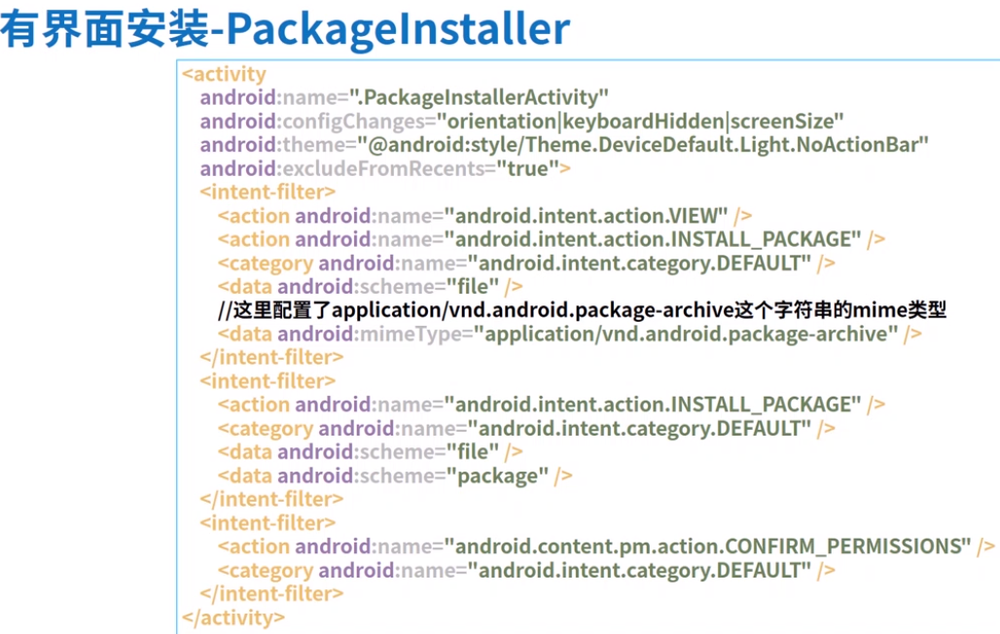 有界面安装-PackageInstaller
<activity
android:name=".PackageInstallerActivity"
android:configChanges="orientation|keyboardHidden|screenSize"
android:theme="@android:style/Theme.DeviceDefault.Light.NoActionBar"
android:excludeFromRecents="true">
<intent-filter>
<action android:name="android.intent.action.VIEW" />
<action android:name="android.intent.action.INSTALL_PACKAGE" />
<category android:name="android.intent.category.DEFAULT" />
<data android:scheme="file" />
//这里配置了application/vnd.android.package-archive这个字符串的mime类型
<data android:mimeType="application/vnd.android.package-archive" />
</intent-filter>
<intent-filter>
<action android:name="android.intent.action.INSTALL_PACKAGE" />
<category android:name="android.intent.category.DEFAULT" />
<data android:scheme="file" />
<data android:scheme="package" />
</intent-filter>
<intent-filter>
<action android:name="android.content.pm.action.CONFIRM_PERMISSIONS" />
<category android:name="android.intent.category.DEFAULT" />
</intent-filter>
</activity>